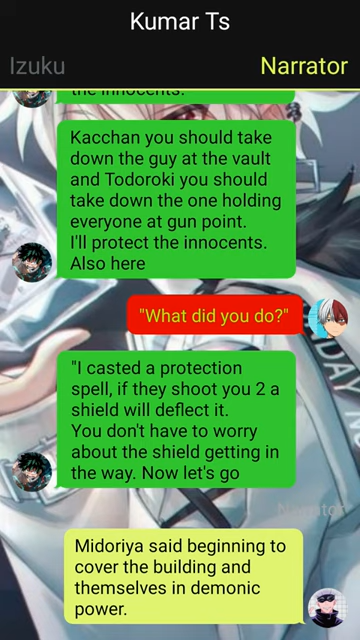 Kumar Ts
Izuku
Narrator
the innocents.
Kacchan you should take
down the guy at the vault
and Todoroki you should
take down the one holding
everyone at gun point.
I'll protect the innocents.
Also here
"What did you do?"
"I casted a protection
spell, if they shoot you 2 a
shield will deflect it.
You don't have to worry
about the shield getting in
the way. Now let's go
Narrator
Midoriya said beginning to
cover the building and
themselves in demonic
power.